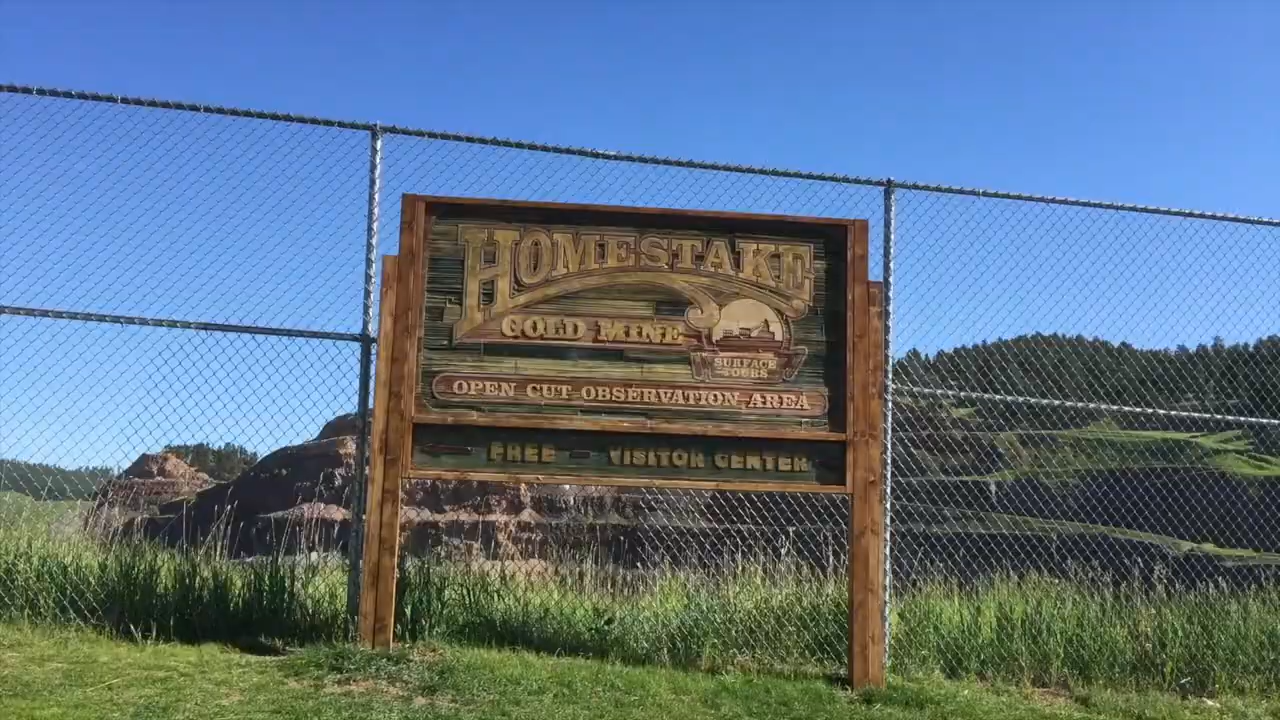 HOMESTAKE
GOLD MINE
SURFACE
TOURS
OPEN CUT OBSERVATION AREA
FREE - VISITOR CENTER